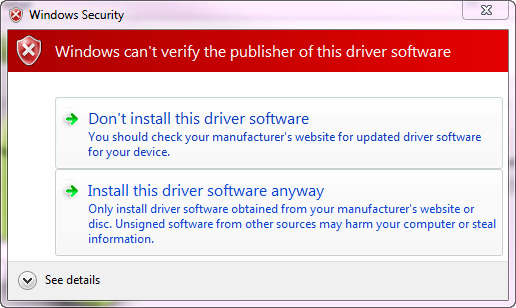 Windows Security
Windows can't verify the publisher of this driver software
Don't install this driver software
You should check your manufacturer's website for updated driver software
for your device.
Install this driver software anyway
Only install driver software obtained from your manufacturer's website or
disc. Unsigned software from other sources may harm your computer or steal
information.
See details